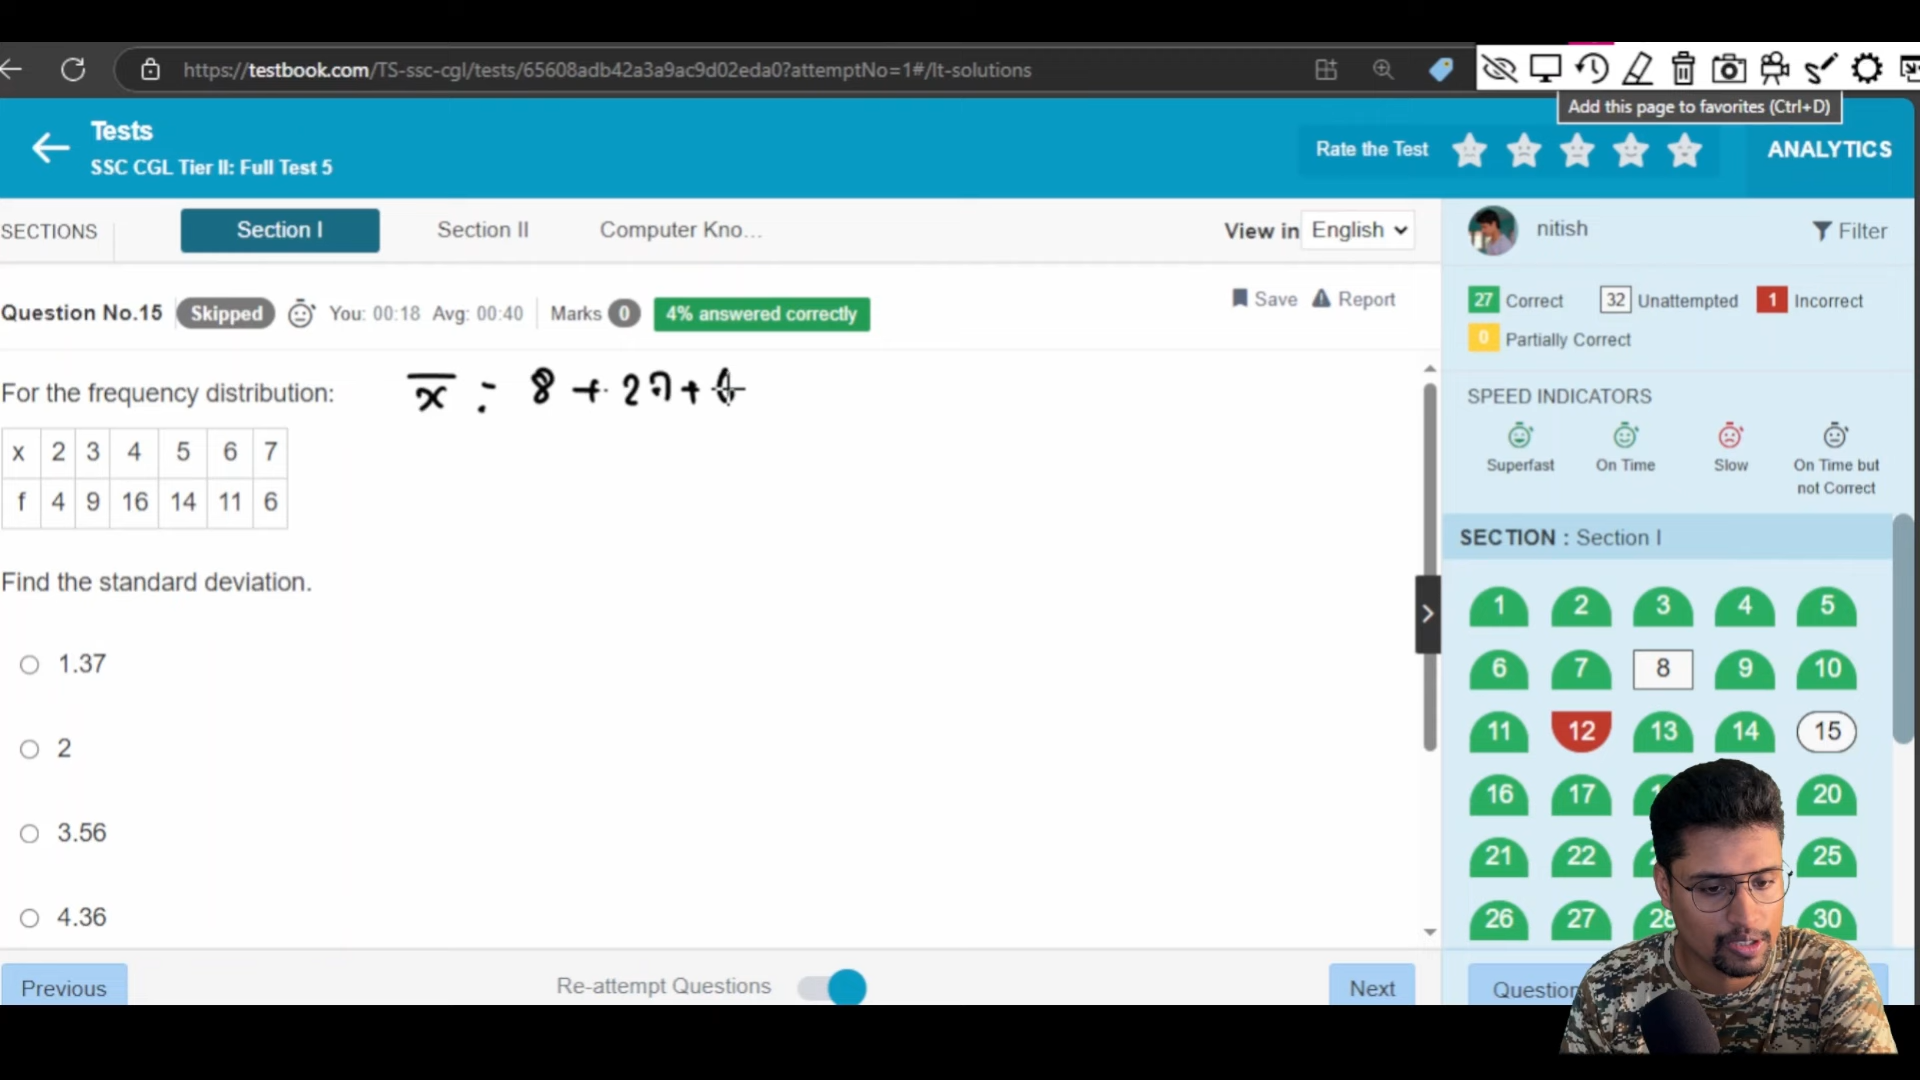 https://testbook.com/TS-ssc-cgl/tests/65608adb42a3a9ac9d02eda0?attemptNo=1#/lt-solutions
Add this page to favorites (Ctrl+D)
Tests
SSC CGL Tier II: Full Test 5
Rate the Test
ANALYTICS
SECTIONS Section I Section II Computer Kno... View in English
nitish Filter
Question No.15 Skipped You: 00:18 Avg: 00:40 Marks 0 4% answered correctly Save Report
27 Correct 32 Unattempted 1 Incorrect
0 Partially Correct
For the frequency distribution:
x̄ : 8 + 27 +
x 2 3 4 5 6 7
f 4 9 16 14 11 6
Find the standard deviation.
1.37
2
3.56
4.36
SPEED INDICATORS
Superfast On Time Slow On Time but
not Correct
SECTION : Section I
1 2 3 4 5
6 7 8 9 10
11 12 13 14 15
16 17 20
21 22 25
26 27 28 30
Previous Re-attempt Questions Next